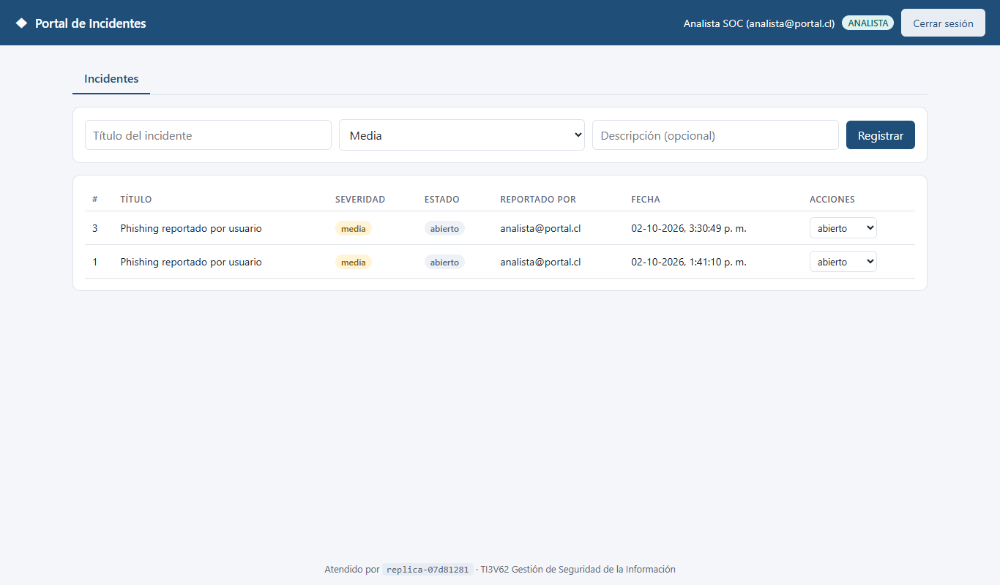 Portal de Incidentes
Analista SOC (analista@portal.cl) ANALISTA Cerrar sesión
Incidentes
Título del incidente Media Descripción (opcional) Registrar
# TÍTULO SEVERIDAD ESTADO REPORTADO POR FECHA ACCIONES
3 Phishing reportado por usuario media abierto analista@portal.cl 02-10-2026, 3:30:49 p. m. abierto
1 Phishing reportado por usuario media abierto analista@portal.cl 02-10-2026, 1:41:10 p. m. abierto
Atendido por replica-07d81281 · TI3V62 Gestión de Seguridad de la Información